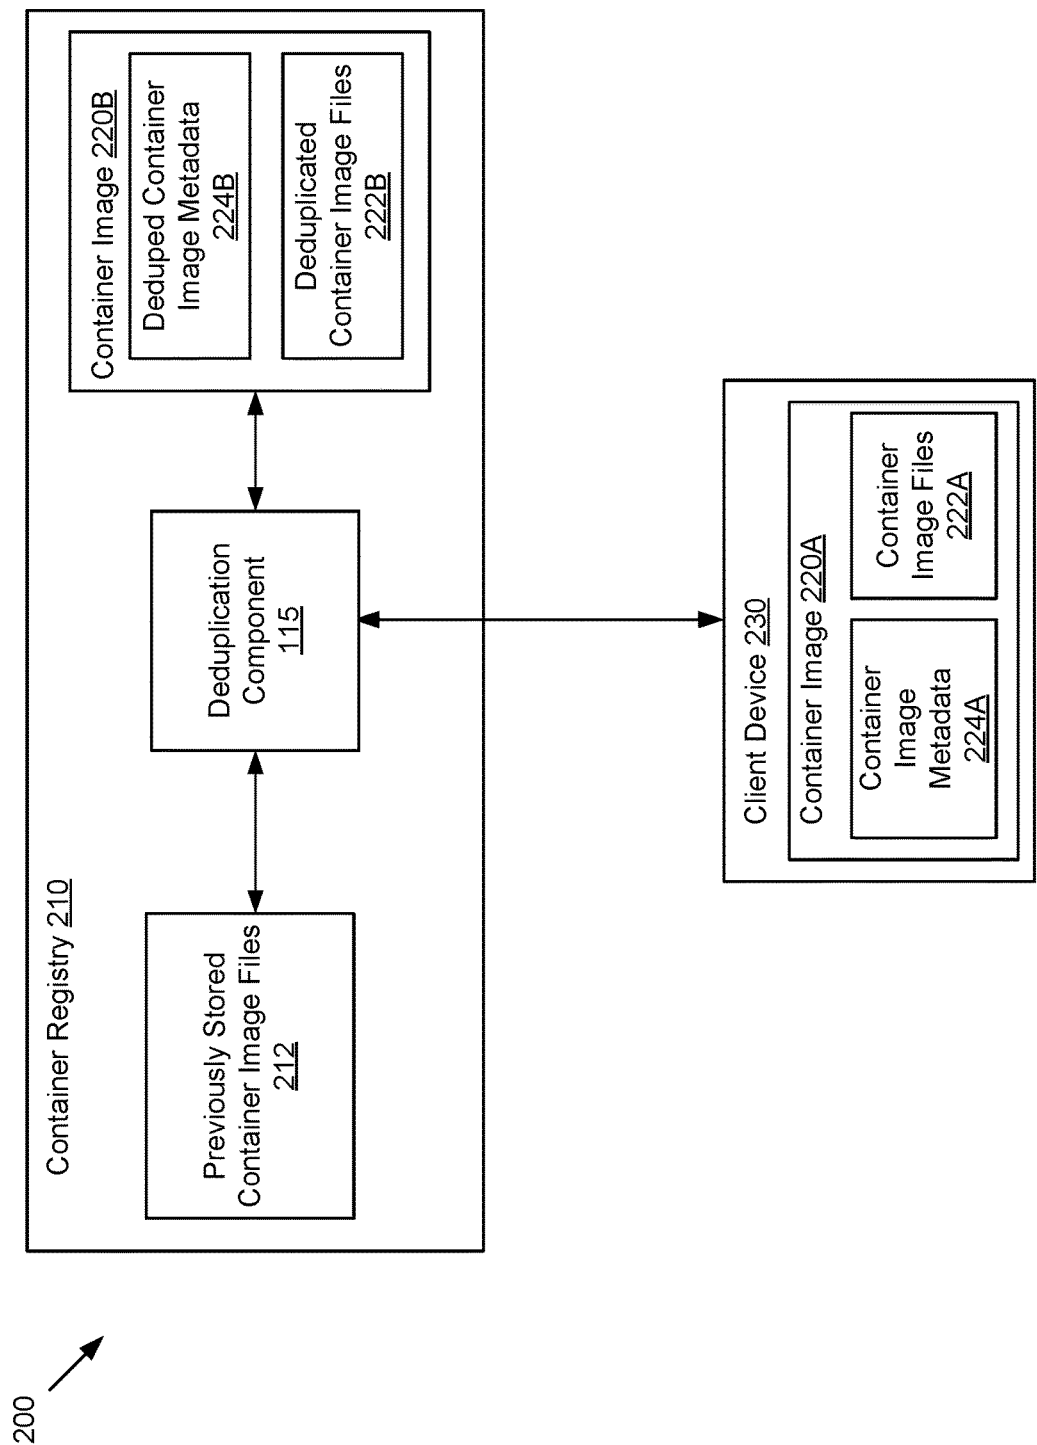 200
Container Registry 210
Previously Stored
Container Image Files
212
Deduplication
Component
115
Container Image 220B
Deduped Container
Image Metadata
224B
Deduplicated
Container Image Files
222B
Client Device 230
Container Image 220A
Container
Image
Metadata
224A
Container
Image Files
222A